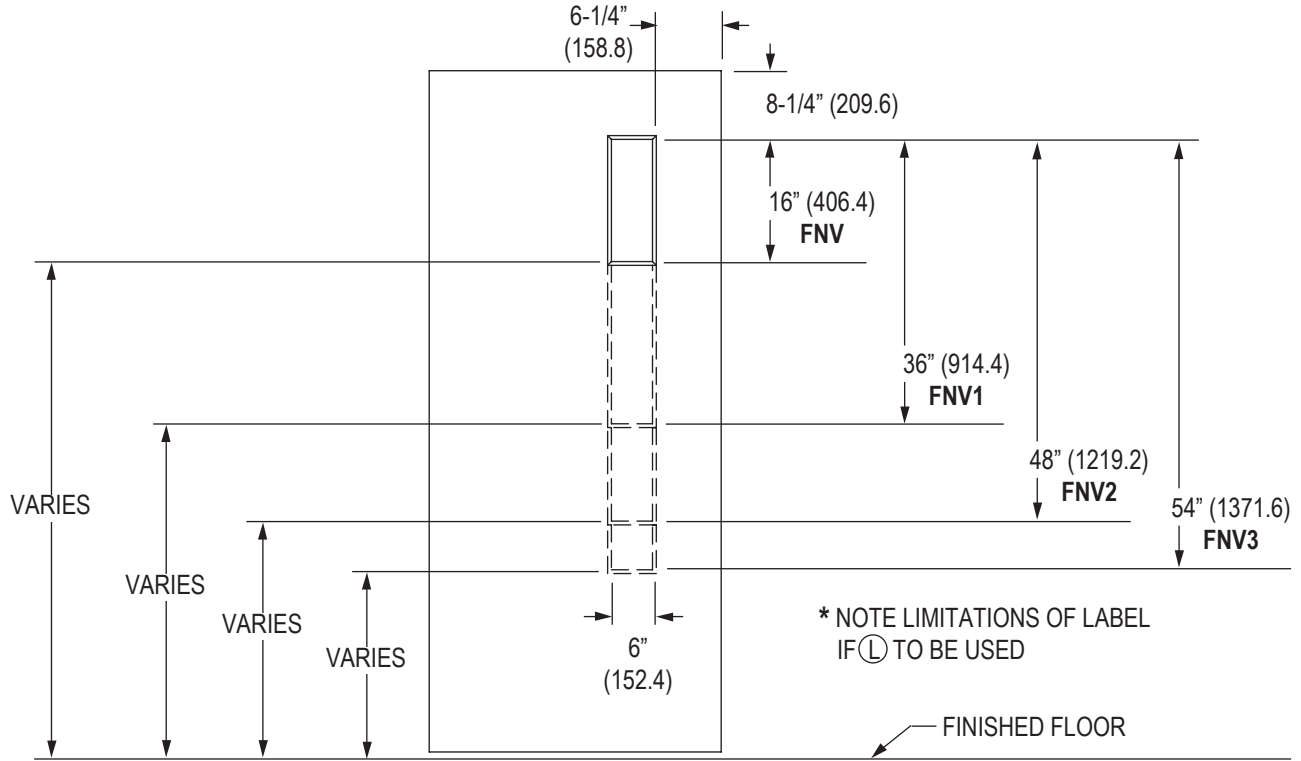 6-1/4”
(158.8)
8-1/4” (209.6)
16” (406.4)
FNV
36” (914.4)
FNV1
48” (1219.2)
FNV2
54” (1371.6)
FNV3
VARIES
VARIES
VARIES
VARIES
6”
(152.4)
* NOTE LIMITATIONS OF LABEL
IF Ⓛ TO BE USED
FINISHED FLOOR